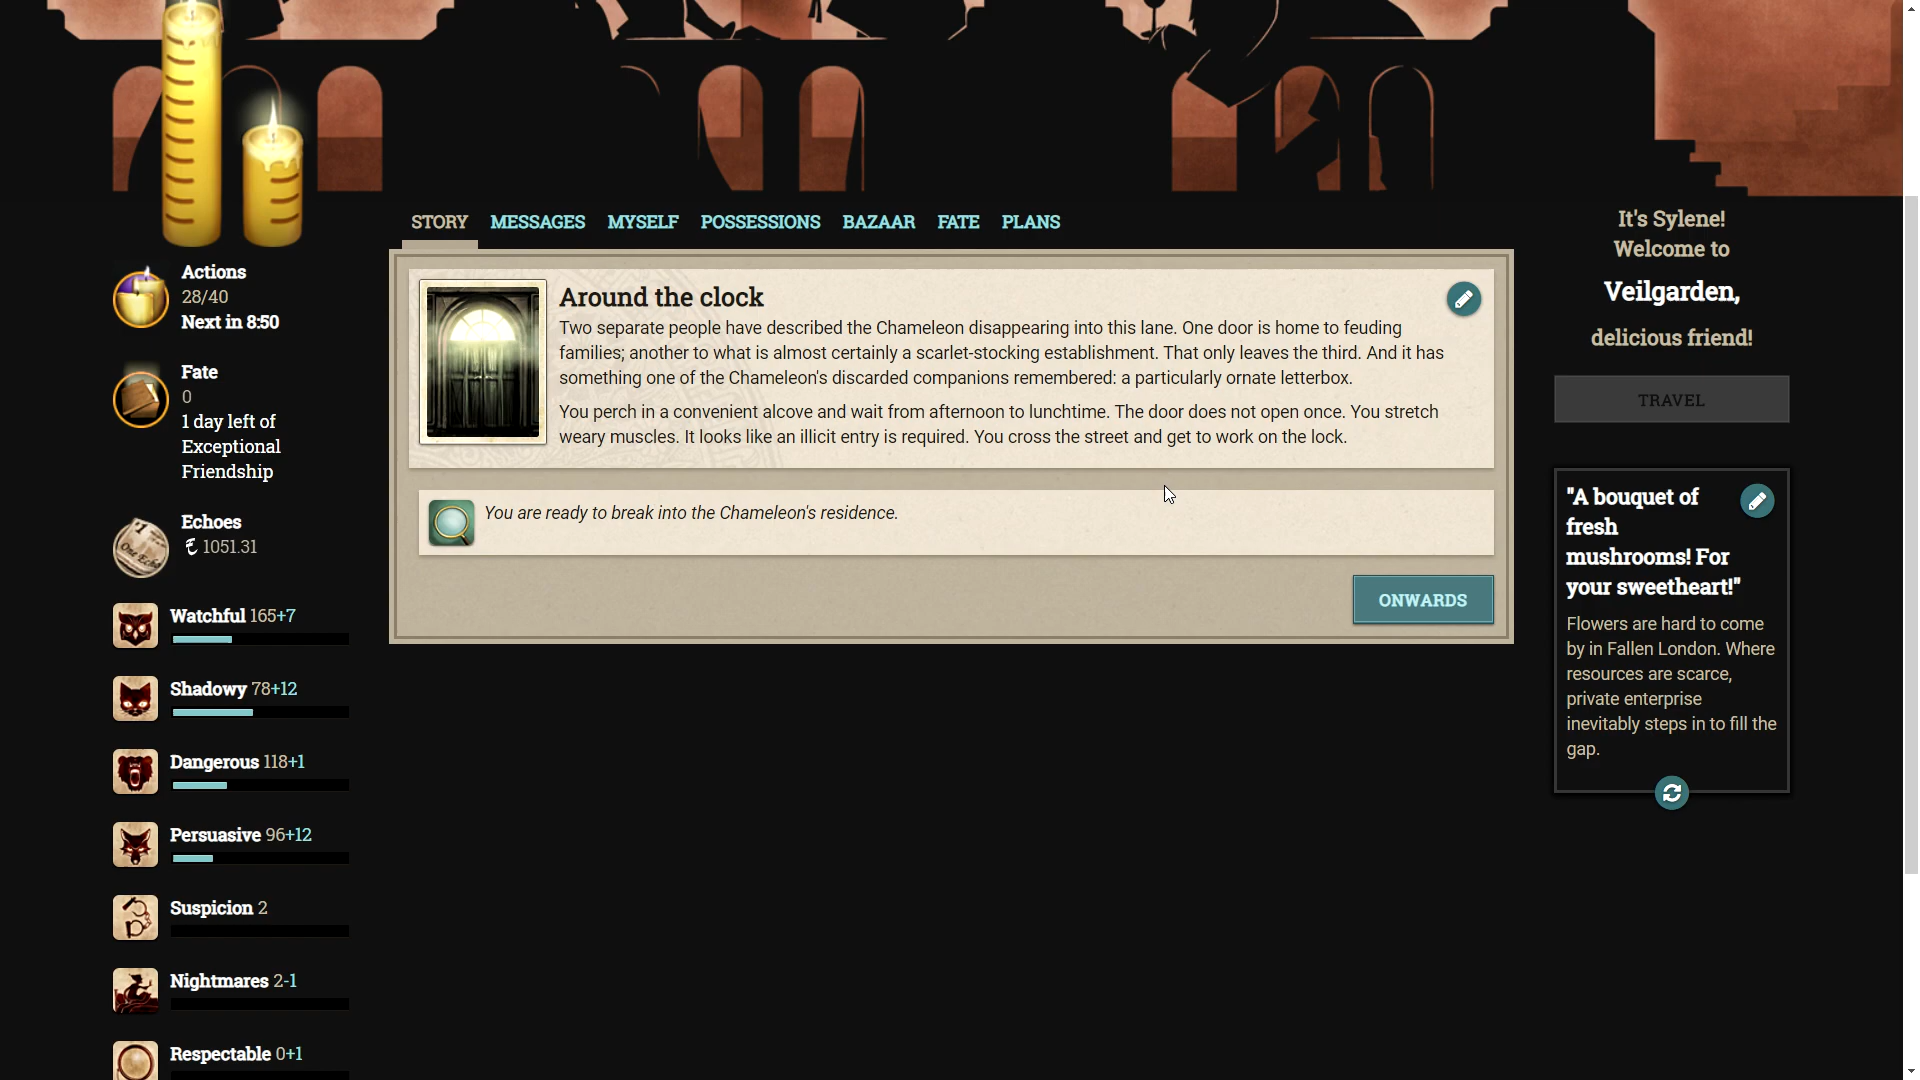 STORY MESSAGES MYSELF POSSESSIONS BAZAAR FATE PLANS
Actions
28/40
Next in 8:50
Fate
0
1 day left of
Exceptional
Friendship
Echoes
1051.31
Watchful 165+7
Shadowy 78+12
Dangerous 118+1
Persuasive 96+12
Suspicion 2
Nightmares 2-1
Respectable 0+1
Around the clock
Two separate people have described the Chameleon disappearing into this lane. One door is home to feuding
families; another to what is almost certainly a scarlet-stocking establishment. That only leaves the third. And it has
something one of the Chameleon's discarded companions remembered: a particularly ornate letterbox.
You perch in a convenient alcove and wait from afternoon to lunchtime. The door does not open once. You stretch
weary muscles. It looks like an illicit entry is required. You cross the street and get to work on the lock.
You are ready to break into the Chameleon's residence.
ONWARDS
It's Sylene!
Welcome to
Veilgarden,
delicious friend!
TRAVEL
"A bouquet of
fresh
mushrooms! For
your sweetheart!"
Flowers are hard to come
by in Fallen London. Where
resources are scarce,
private enterprise
inevitably steps in to fill the
gap.